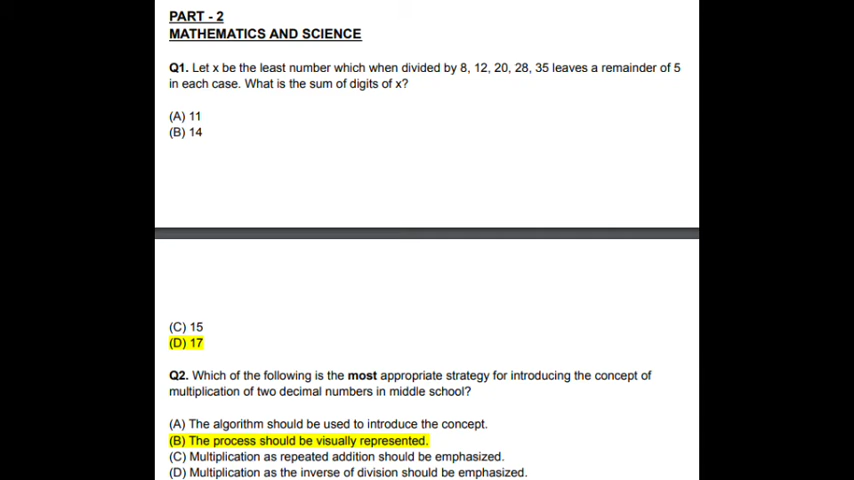 PART - 2
MATHEMATICS AND SCIENCE
Q1. Let x be the least number which when divided by 8, 12, 20, 28, 35 leaves a remainder of 5
in each case. What is the sum of digits of x?
(A) 11
(B) 14
(C) 15
(D) 17
Q2. Which of the following is the most appropriate strategy for introducing the concept of
multiplication of two decimal numbers in middle school?
(A) The algorithm should be used to introduce the concept.
(B) The process should be visually represented.
(C) Multiplication as repeated addition should be emphasized.
(D) Multiplication as the inverse of division should be emphasized.